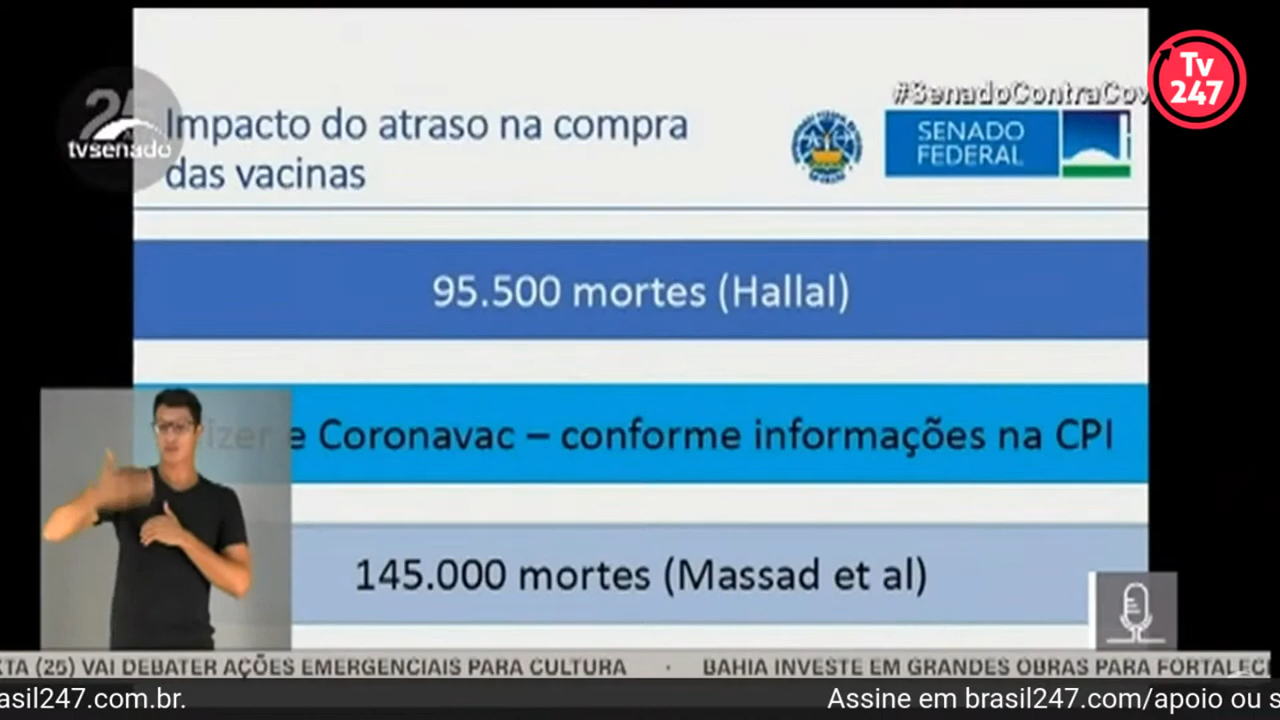 Tv
247
#SenadoContraCov
25
tvsenado
Impacto do atraso na compra
das vacinas
SENADO
FEDERAL
95.500 mortes (Hallal)
e Coronavac – conforme informações na CPI
145.000 mortes (Massad et al)
(25) VAI DEBATER AÇÕES EMERGENCIAIS PARA CULTURA · BAHIA INVESTE EM GRANDES OBRAS PARA FORTALEC
asil247.com.br. Assine em brasil247.com/apoio ou s